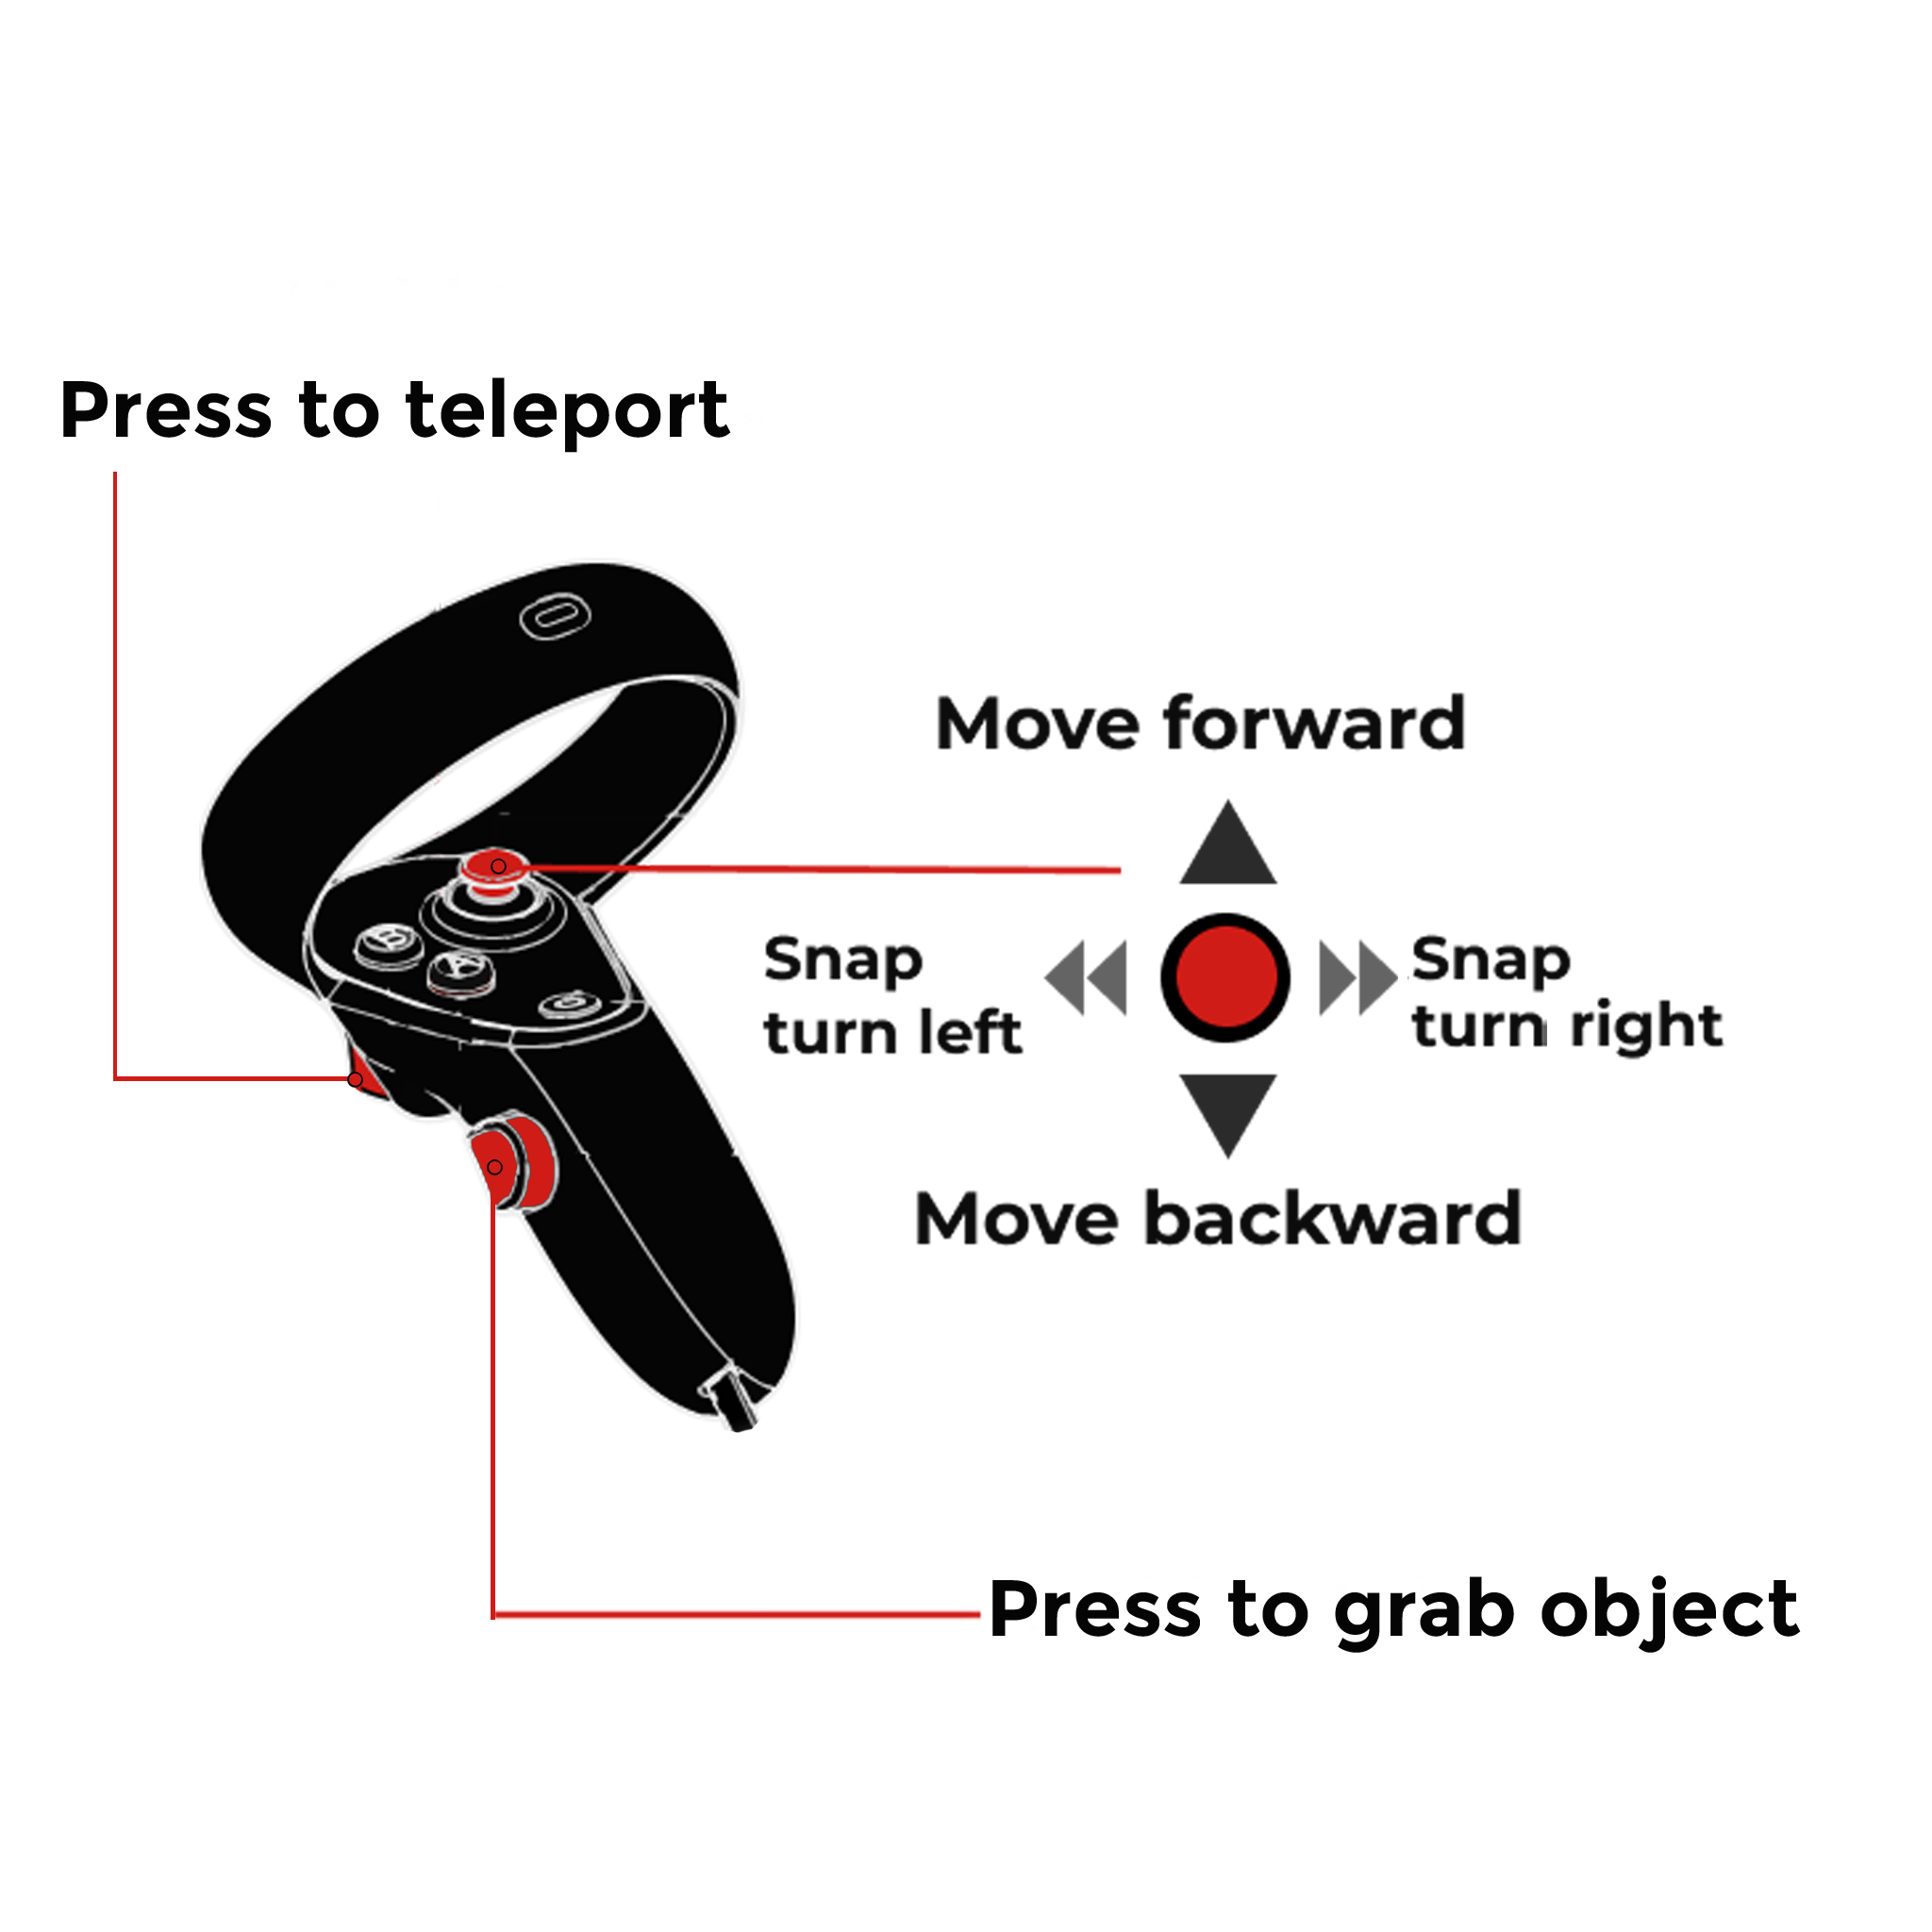 Press to teleport
Move forward
Snap
turn left
Snap
turn right
B
A
Move backward
Press to grab object